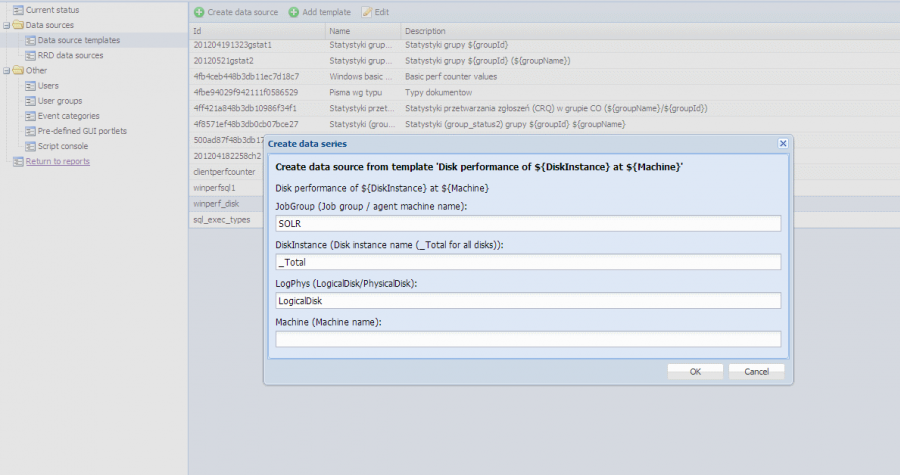 Current status
Data sources
Data source templates
RRD data sources
Other
Users
User groups
Event categories
Pre-defined GUI portlets
Script console
Return to reports
Create data source Add template Edit
Id Name Description
201204191323gstat1 Statystyki grup... Statystyki grupy ${groupId}
20120521gstat2 Statystyki grup... Statystyki grupy ${groupId} (${groupName})
4fb4ceb448b3db11ec7d18c7 Windows basic ... Basic perf counter values
4fbe94029f942111f0586529 Pisma wg typu Typy dokumentow
4ff421a848b3db10986f34f1 Statystyki przet... Statystyki przetwarzania zgłoszeń (CRQ) w grupie CO (${groupName}/${groupId})
4f8571ef48b3db0cb07bce27 Statystyki (grou... Statystyki (group_status2) grupy ${groupId} ${groupName}
500ad87f48b3db17
201204182258ch2
clientperfcounter
winperfsql1
winperf_disk
sql_exec_types
Create data series
Create data source from template 'Disk performance of ${DiskInstance} at ${Machine}'
Disk performance of ${DiskInstance} at ${Machine}
JobGroup (Job group / agent machine name):
SOLR
DiskInstance (Disk instance name (_Total for all disks)):
_Total
LogPhys (LogicalDisk/PhysicalDisk):
LogicalDisk
Machine (Machine name):
OK Cancel